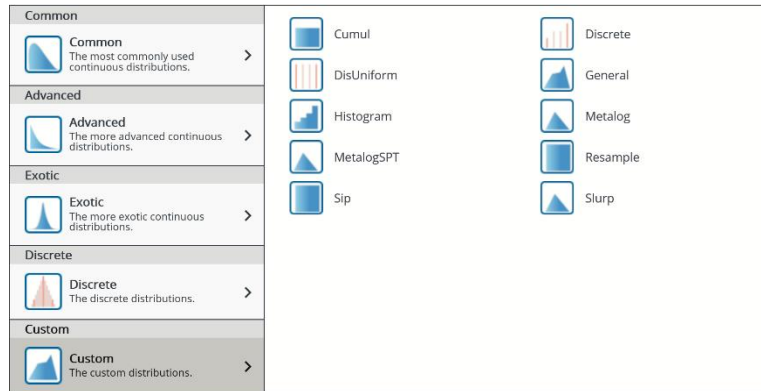 Common
Common
The most commonly used
continuous distributions.
Advanced
Advanced
The more advanced continuous
distributions.
Exotic
Exotic
The more exotic continuous
distributions.
Discrete
Discrete
The discrete distributions.
Custom
Custom
The custom distributions.
Cumul
Discrete
DisUniform
General
Histogram
Metalog
MetalogSPT
Resample
Sip
Slurp